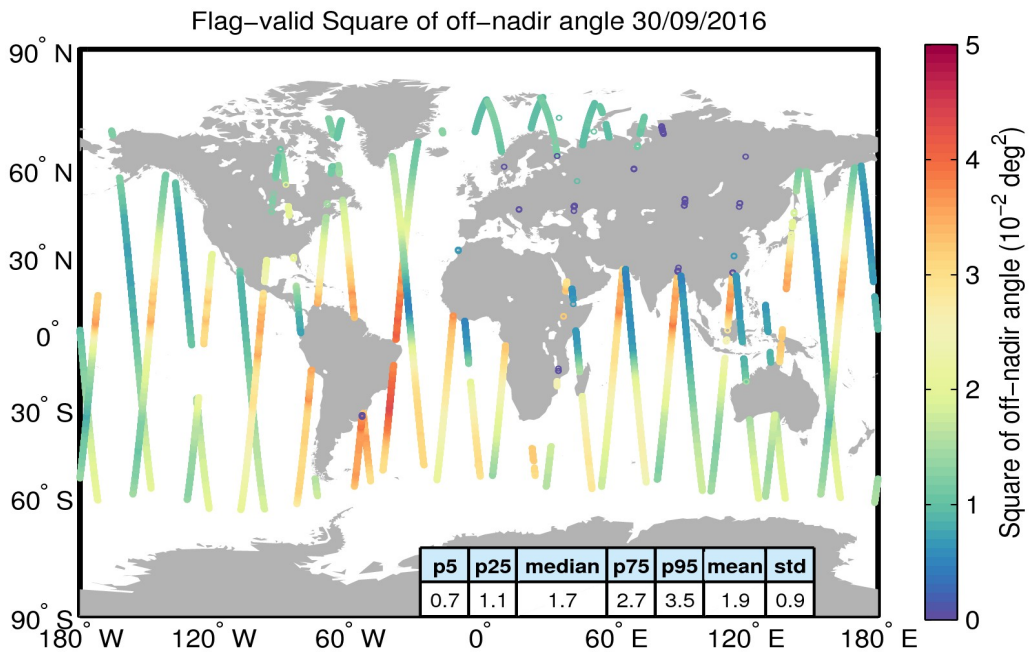 Flag−valid Square of off−nadir angle 30/09/2016
90° N
60° N
30° N
0°
30° S
60° S
90° S
180° W
120° W
60° W
0°
60° E
120° E
180° E
p5 p25 median p75 p95 mean std
0.7 1.1 1.7 2.7 3.5 1.9 0.9
5
4
3
2
1
0
Square of off−nadir angle (10⁻² deg²)